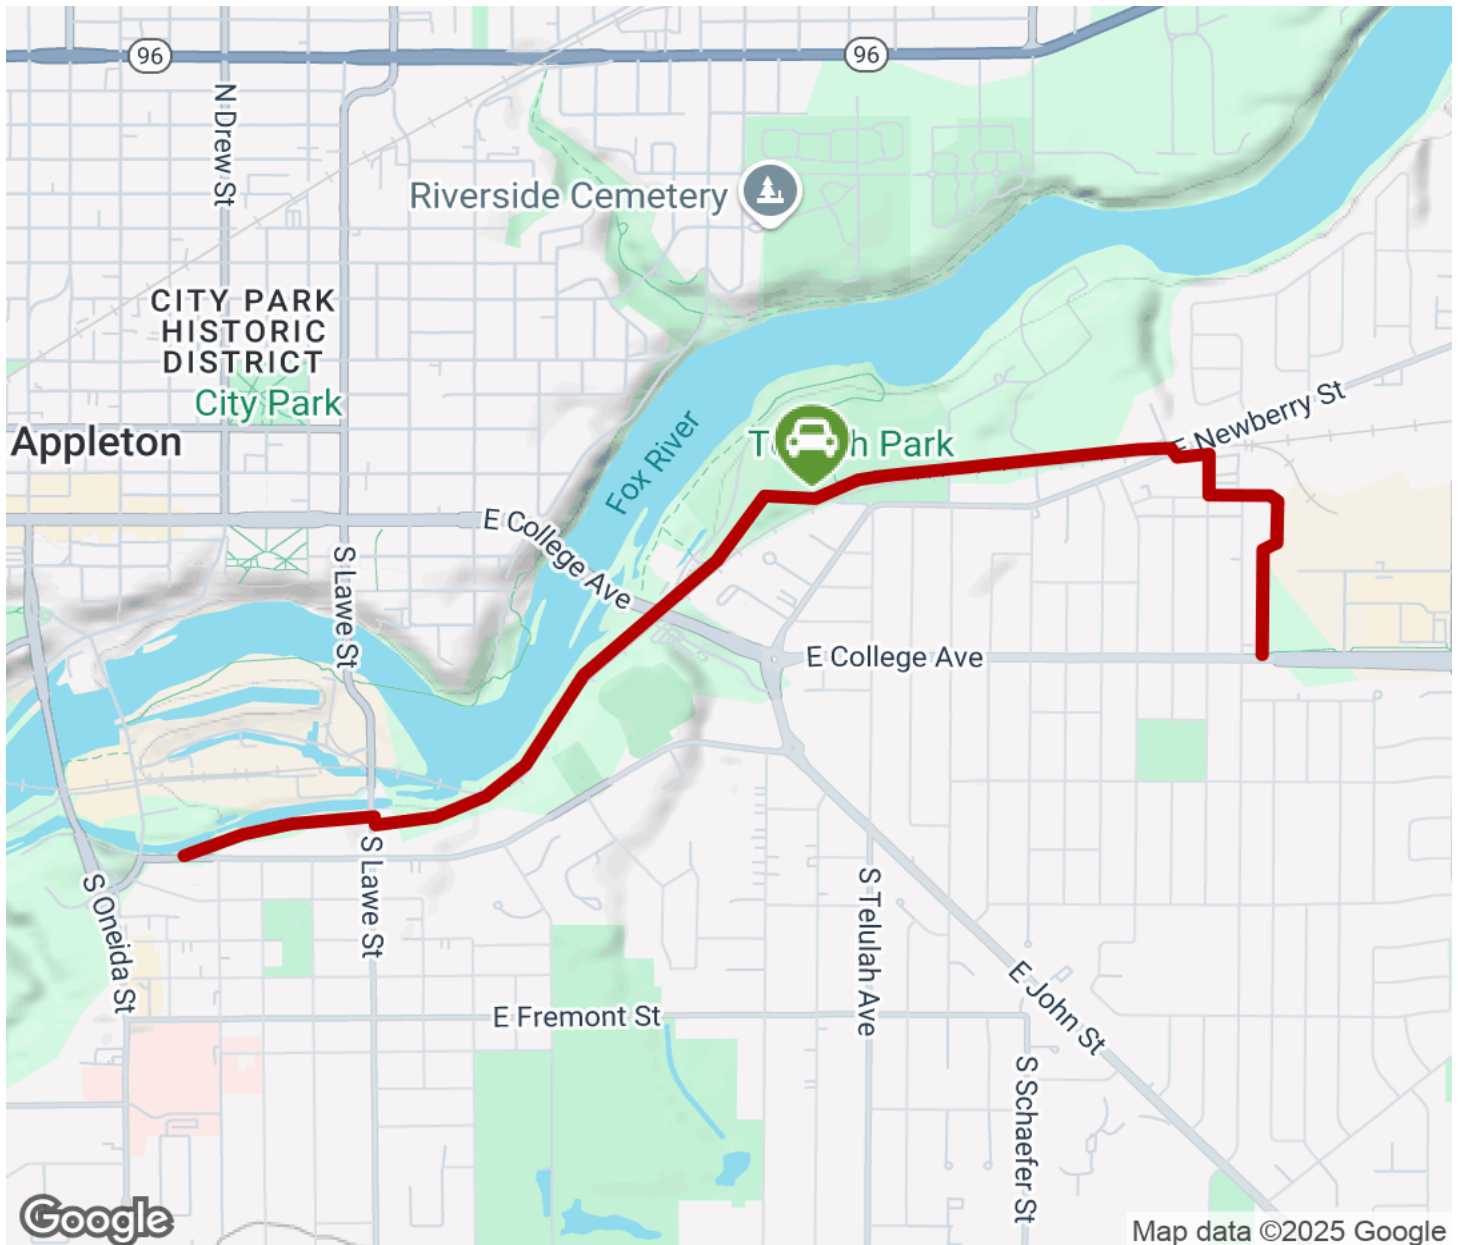 96
96
N Drew St
Riverside Cemetery
CITY PARK
HISTORIC
DISTRICT
City Park
Appleton
E Newberry St
Park
Fox River
E College Ave
S Lawe St
E College Ave
S Lawe St
S Oneida St
S Telulah Ave
E Fremont St
E John St
S Schaefer St
Google
Map data ©2025 Google